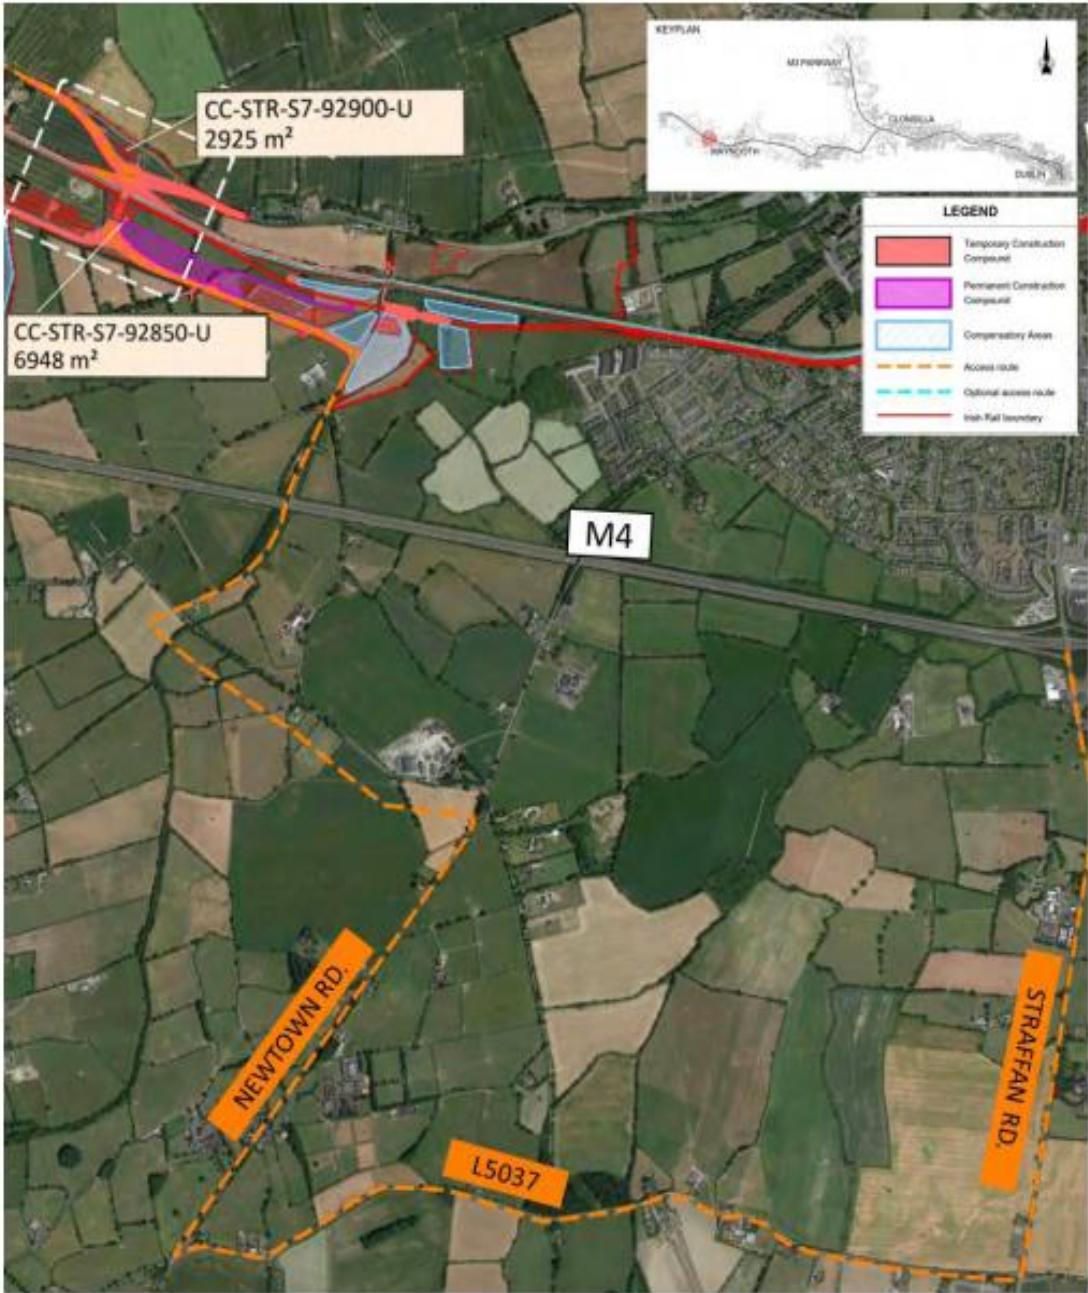 KEYPLAN
M3 PARKWAY
CLONSILLA
MAYNOOTH
DUBLIN
CC-STR-S7-92900-U
2925 m²
LEGEND
Temporary Construction
Compound
Permanent Construction
Compound
Compensatory Areas
Access route
Optional access route
Irish Rail boundary
CC-STR-S7-92850-U
6948 m²
M4
NEWTOWN RD.
STRAFFAN RD.
L5037